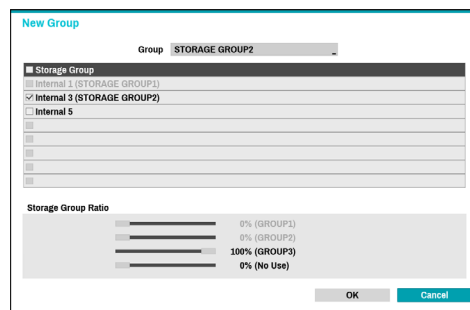 New Group
Group STORAGE GROUP2
Storage Group
Internal 1 (STORAGE GROUP1)
Internal 3 (STORAGE GROUP2)
Internal 5
Storage Group Ratio
0% (GROUP1)
0% (GROUP2)
100% (GROUP3)
0% (No Use)
OK Cancel